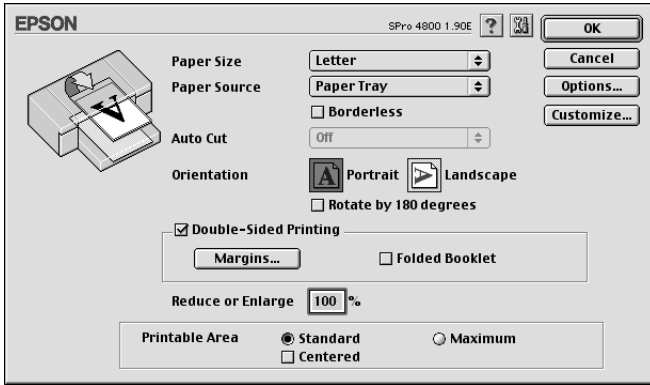 EPSON SPro 4800 1.90E ? OK
Paper Size Letter Cancel
Paper Source Paper Tray Options...
Borderless Customize...
Auto Cut Off
Orientation A Portrait A Landscape
Rotate by 180 degrees
Double-Sided Printing
Margins... Folded Booklet
Reduce or Enlarge 100 %
Printable Area Standard Maximum
Centered